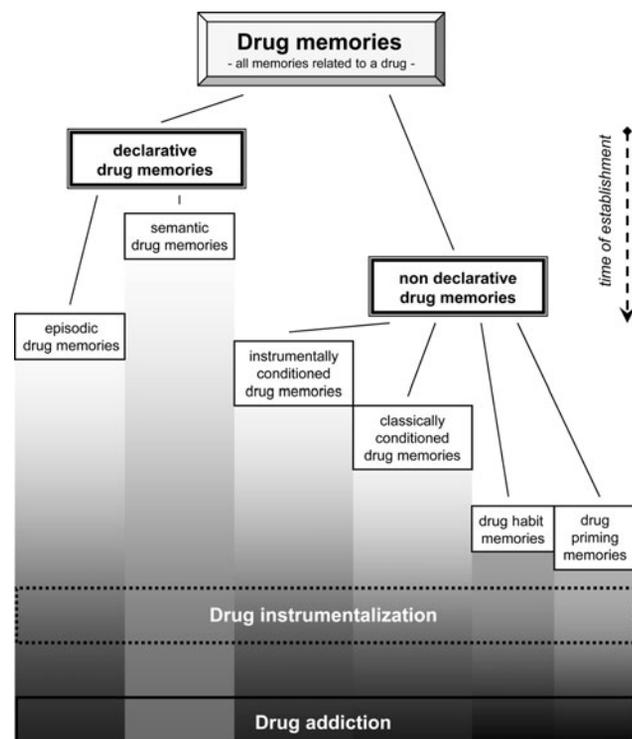 Drug memories
- all memories related to a drug -
declarative
drug memories
time of establishment
semantic
drug memories
non declarative
drug memories
episodic
drug memories
instrumentally
conditioned
drug memories
classically
conditioned
drug memories
drug habit
memories
drug
priming
memories
Drug instrumentalization
Drug addiction